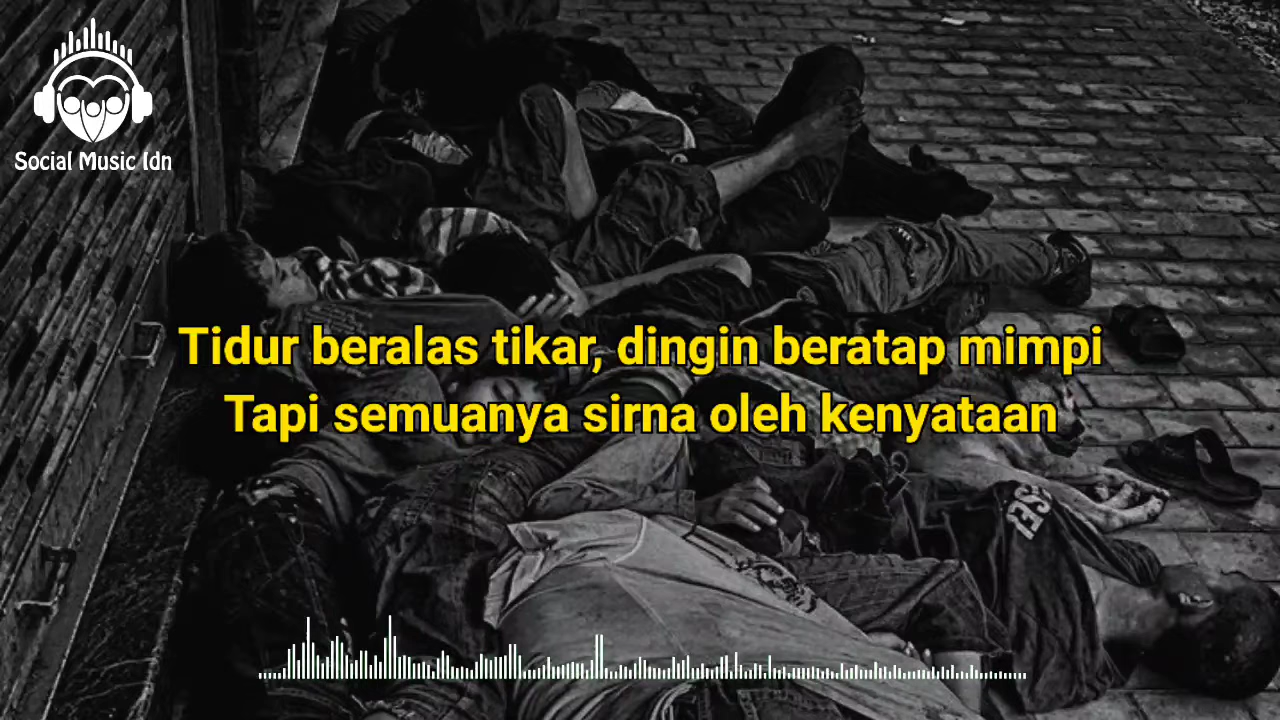 Social Music Idn
Tidur beralas tikar, dingin beratap mimpi
Tapi semuanya sirna oleh kenyataan